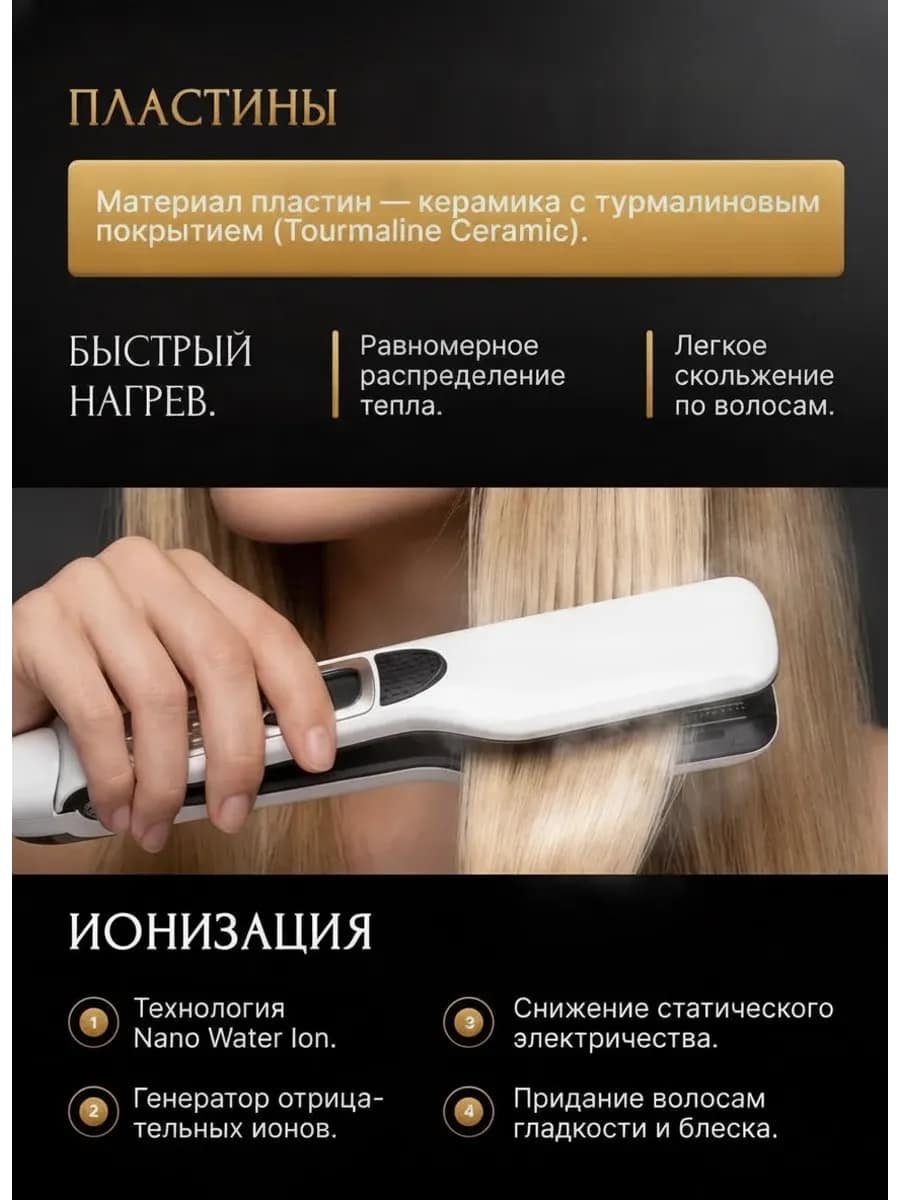 ПЛАСТИНЫ
Материал пластин — керамика с турмалиновым
покрытием (Tourmaline Ceramic).
БЫСТРЫЙ
НАГРЕВ.
Равномерное
распределение
тепла.
Легкое
скольжение
по волосам.
ИОНИЗАЦИЯ
1
Технология
Nano Water Ion.
2
Генератор отрица-
тельных ионов.
3
Снижение статического
электричества.
4
Придание волосам
гладкости и блеска.